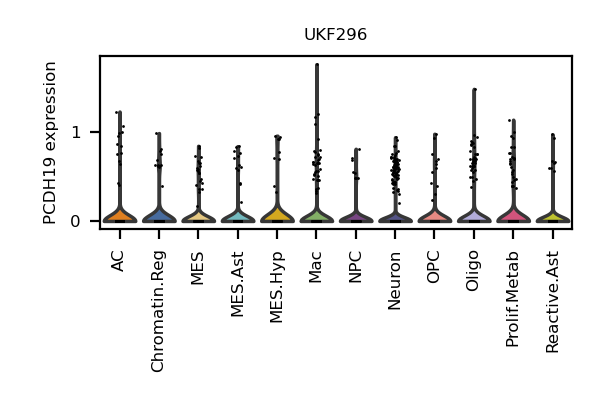 UKF296
PCDH19 expression
1
0
AC
Chromatin.Reg
MES
MES.Ast
MES.Hyp
Mac
NPC
Neuron
OPC
Oligo
Prolif.Metab
Reactive.Ast